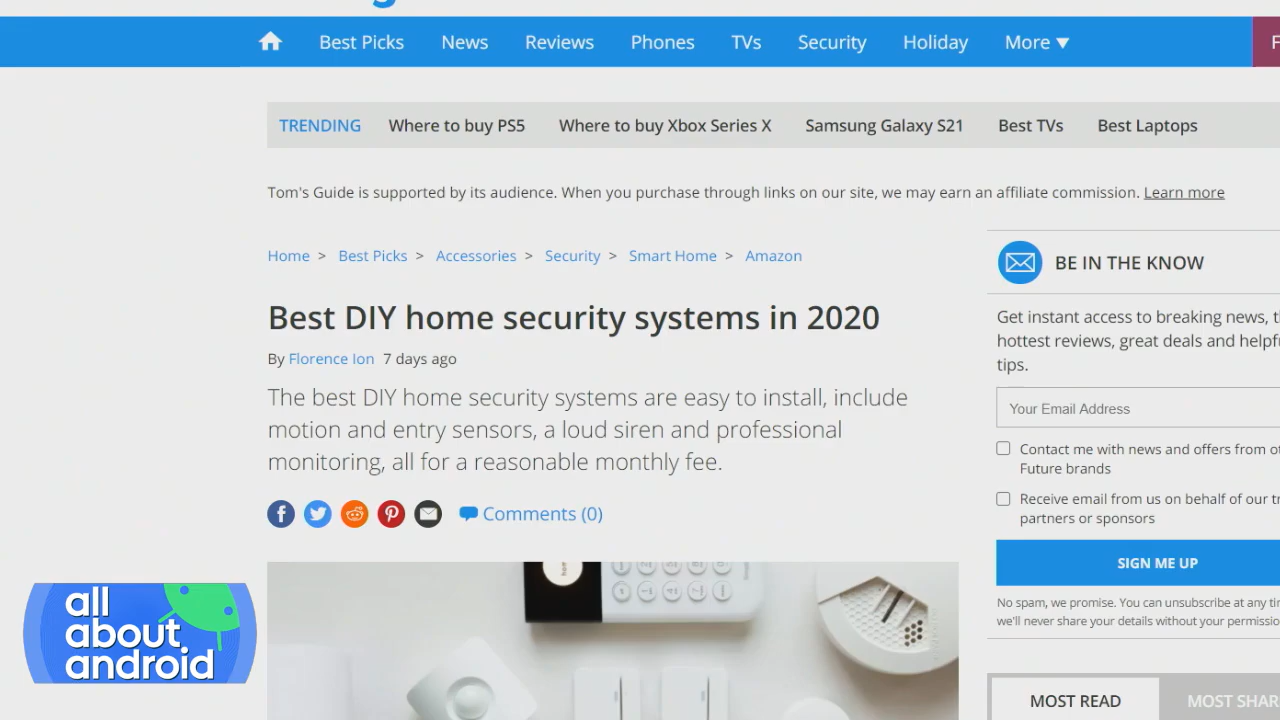 Best Picks News Reviews Phones TVs Security Holiday More ▼
TRENDING Where to buy PS5 Where to buy Xbox Series X Samsung Galaxy S21 Best TVs Best Laptops
Tom's Guide is supported by its audience. When you purchase through links on our site, we may earn an affiliate commission. Learn more
Home > Best Picks > Accessories > Security > Smart Home > Amazon
Best DIY home security systems in 2020
By Florence Ion 7 days ago
The best DIY home security systems are easy to install, include
motion and entry sensors, a loud siren and professional
monitoring, all for a reasonable monthly fee.
Comments (0)
BE IN THE KNOW
Get instant access to breaking news,
hottest reviews, great deals and
tips.
Your Email Address
Contact me with news and offers from
Future brands
Receive email from us on behalf of our
partners or sponsors
SIGN ME UP
No spam, we promise. You can unsubscribe at any
we'll never share your details without your
MOST READ MOST
all
about
android